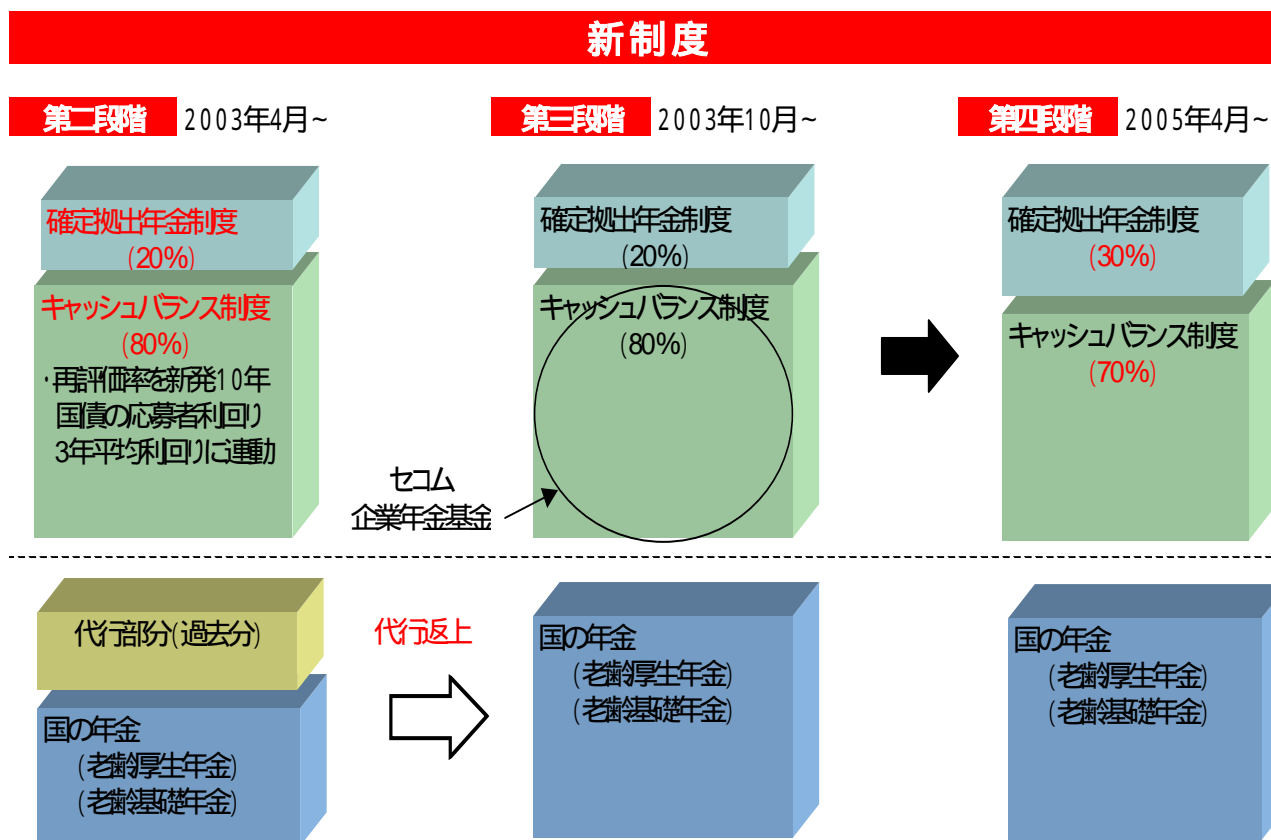 新制度
第二段階 2003年4月~
確定拠出年金制度
(20%)
キャッシュバランス制度
(80%)
・再評価率を新発10年
国債の応募者利回り
3年平均利回りに連動
代行部分(過去分)
国の年金
(老齢厚生年金)
(老齢基礎年金)
代行返上
セコム
企業年金基金
第三段階 2003年10月~
確定拠出年金制度
(20%)
キャッシュバランス制度
(80%)
国の年金
(老齢厚生年金)
(老齢基礎年金)
第四段階 2005年4月~
確定拠出年金制度
(30%)
キャッシュバランス制度
(70%)
国の年金
(老齢厚生年金)
(老齢基礎年金)